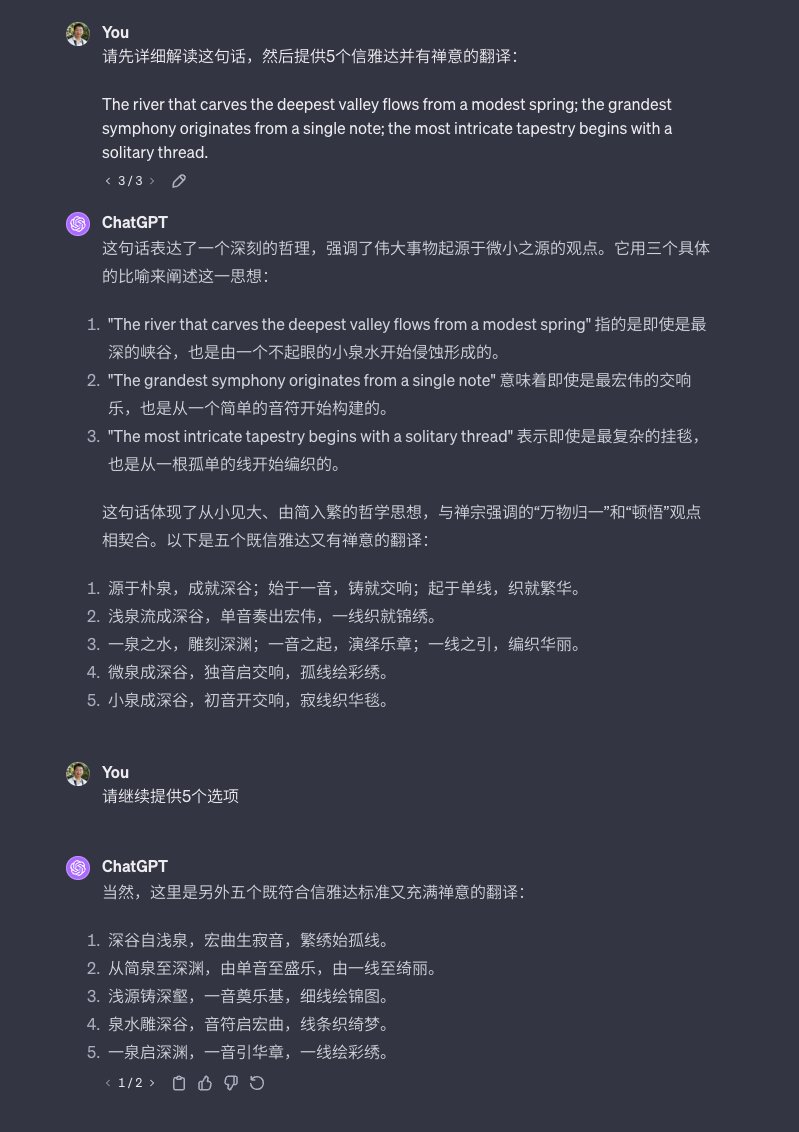 You
请先详细解读这句话，然后提供5个信雅达并有禅意的翻译：
The river that carves the deepest valley flows from a modest spring; the grandest
symphony originates from a single note; the most intricate tapestry begins with a
solitary thread.
3 / 3
ChatGPT
这句话表达了一个深刻的哲理，强调了伟大事物起源于微小之源的观点。它用三个具体
的比喻来阐述这一思想：
1. "The river that carves the deepest valley flows from a modest spring" 指的是即使是最
深的峡谷，也是由一个不起眼的小泉水开始侵蚀形成的。
2. "The grandest symphony originates from a single note" 意味着即使是最宏伟的交响
乐，也是从一个简单的音符开始构建的。
3. "The most intricate tapestry begins with a solitary thread" 表示即使是最复杂的挂毯，
也是从一根孤单的线开始编织的。
这句话体现了从小见大、由简入繁的哲学思想，与禅宗强调的“万物归一”和“顿悟”观点
相契合。以下是五个既信雅达又有禅意的翻译：
1. 源于朴泉，成就深谷；始于一音，铸就交响；起于单线，织就繁华。
2. 浅泉流成深谷，单音奏出宏伟，一线织就锦绣。
3. 一泉之水，雕刻深渊；一音之起，演绎乐章；一线之引，编织华丽。
4. 微泉成深谷，独音启交响，孤线绘彩绣。
5. 小泉成深谷，初音开交响，寂线织华毯。
You
请继续提供5个选项
ChatGPT
当然，这里是另外五个既符合信雅达标准又充满禅意的翻译：
1. 深谷自浅泉，宏曲生寂音，繁绣始孤线。
2. 从简泉至深渊，由单音至盛乐，由一线至绮丽。
3. 浅源铸深壑，一音奠乐基，细线绘锦图。
4. 泉水雕深谷，音符启宏曲，线条织绮梦。
5. 一泉启深渊，一音引华章，一线绘彩绣。
1 / 2